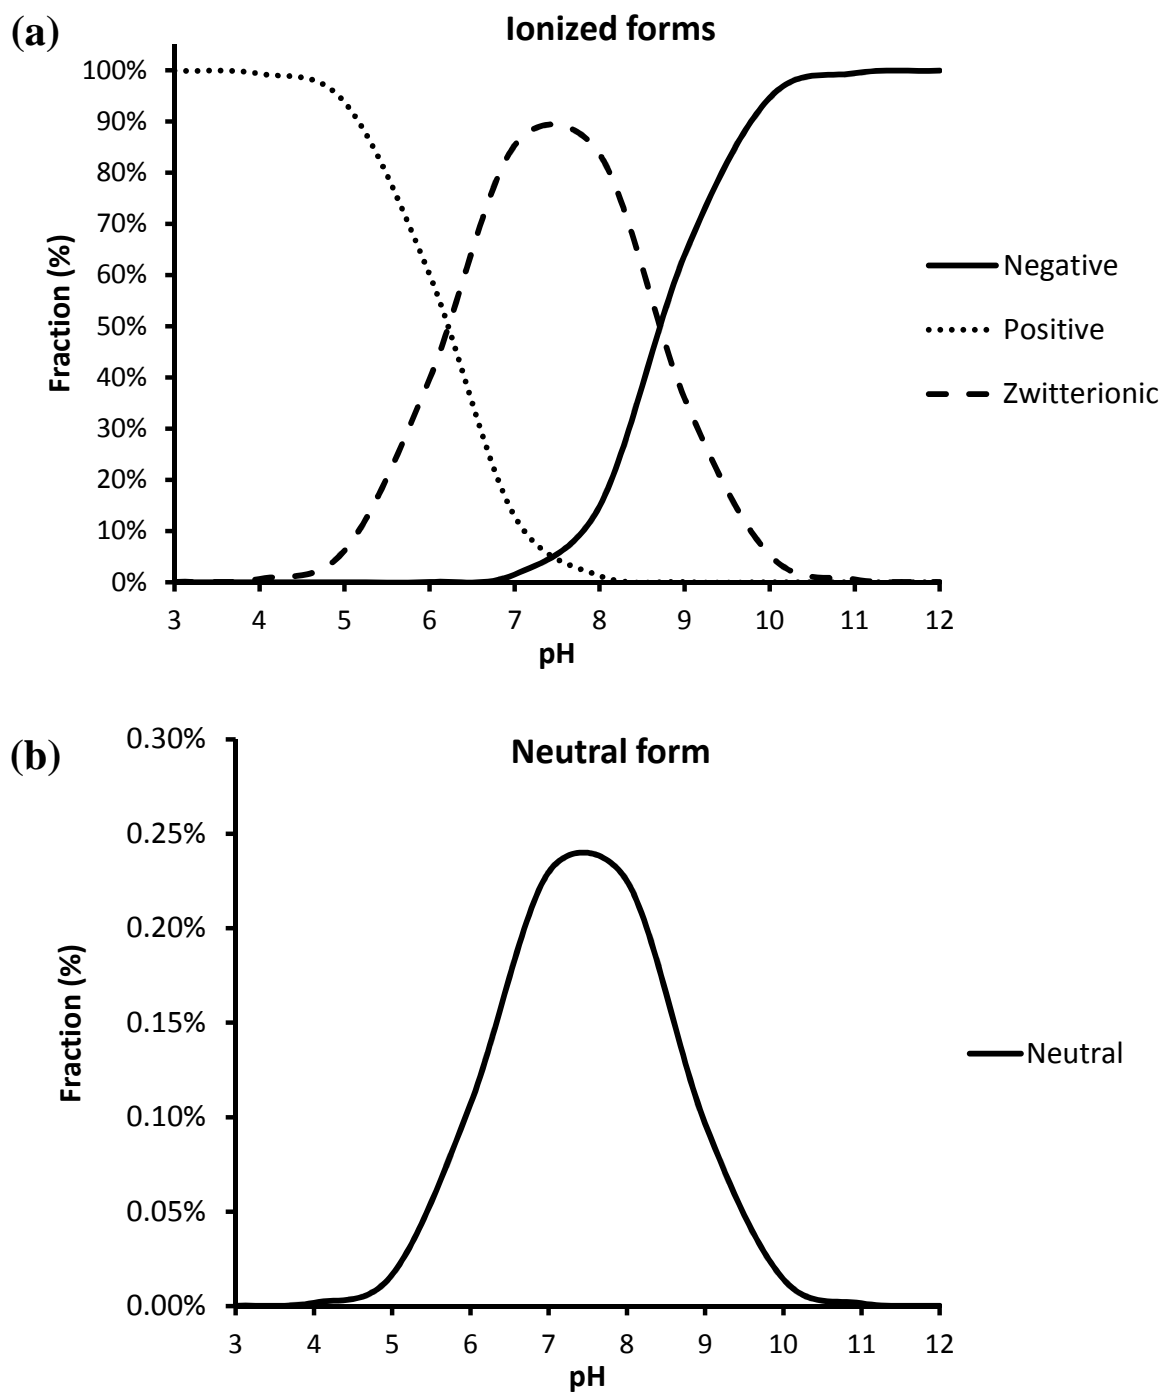 (a)
Ionized forms
100%
90%
80%
70%
60%
50%
40%
30%
20%
10%
0%
Fraction (%)
3 4 5 6 7 8 9 10 11 12
pH
Negative
Positive
Zwitterionic
(b)
Neutral form
0.30%
0.25%
0.20%
0.15%
0.10%
0.05%
0.00%
Fraction (%)
3 4 5 6 7 8 9 10 11 12
pH
Neutral